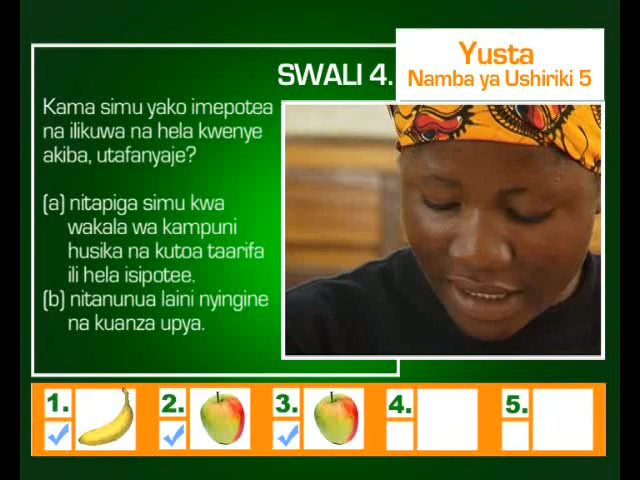 Yusta
Namba ya Ushiriki 5
SWALI 4.
Kama simu yako imepotea
na ilikuwa na hela kwenye
akiba, utafanyaje?
(a) nitapiga simu kwa
wakala wa kampuni
husika na kutoa taarifa
ili hela isipotee.
(b) nitanunua laini nyingine
na kuanza upya.
1. 2. 3. 4. 5.